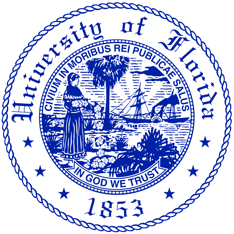 University of Florida
CIVIUM IN MORIBUS REI PUBLICAE SALUS
IN GOD WE TRUST
1853